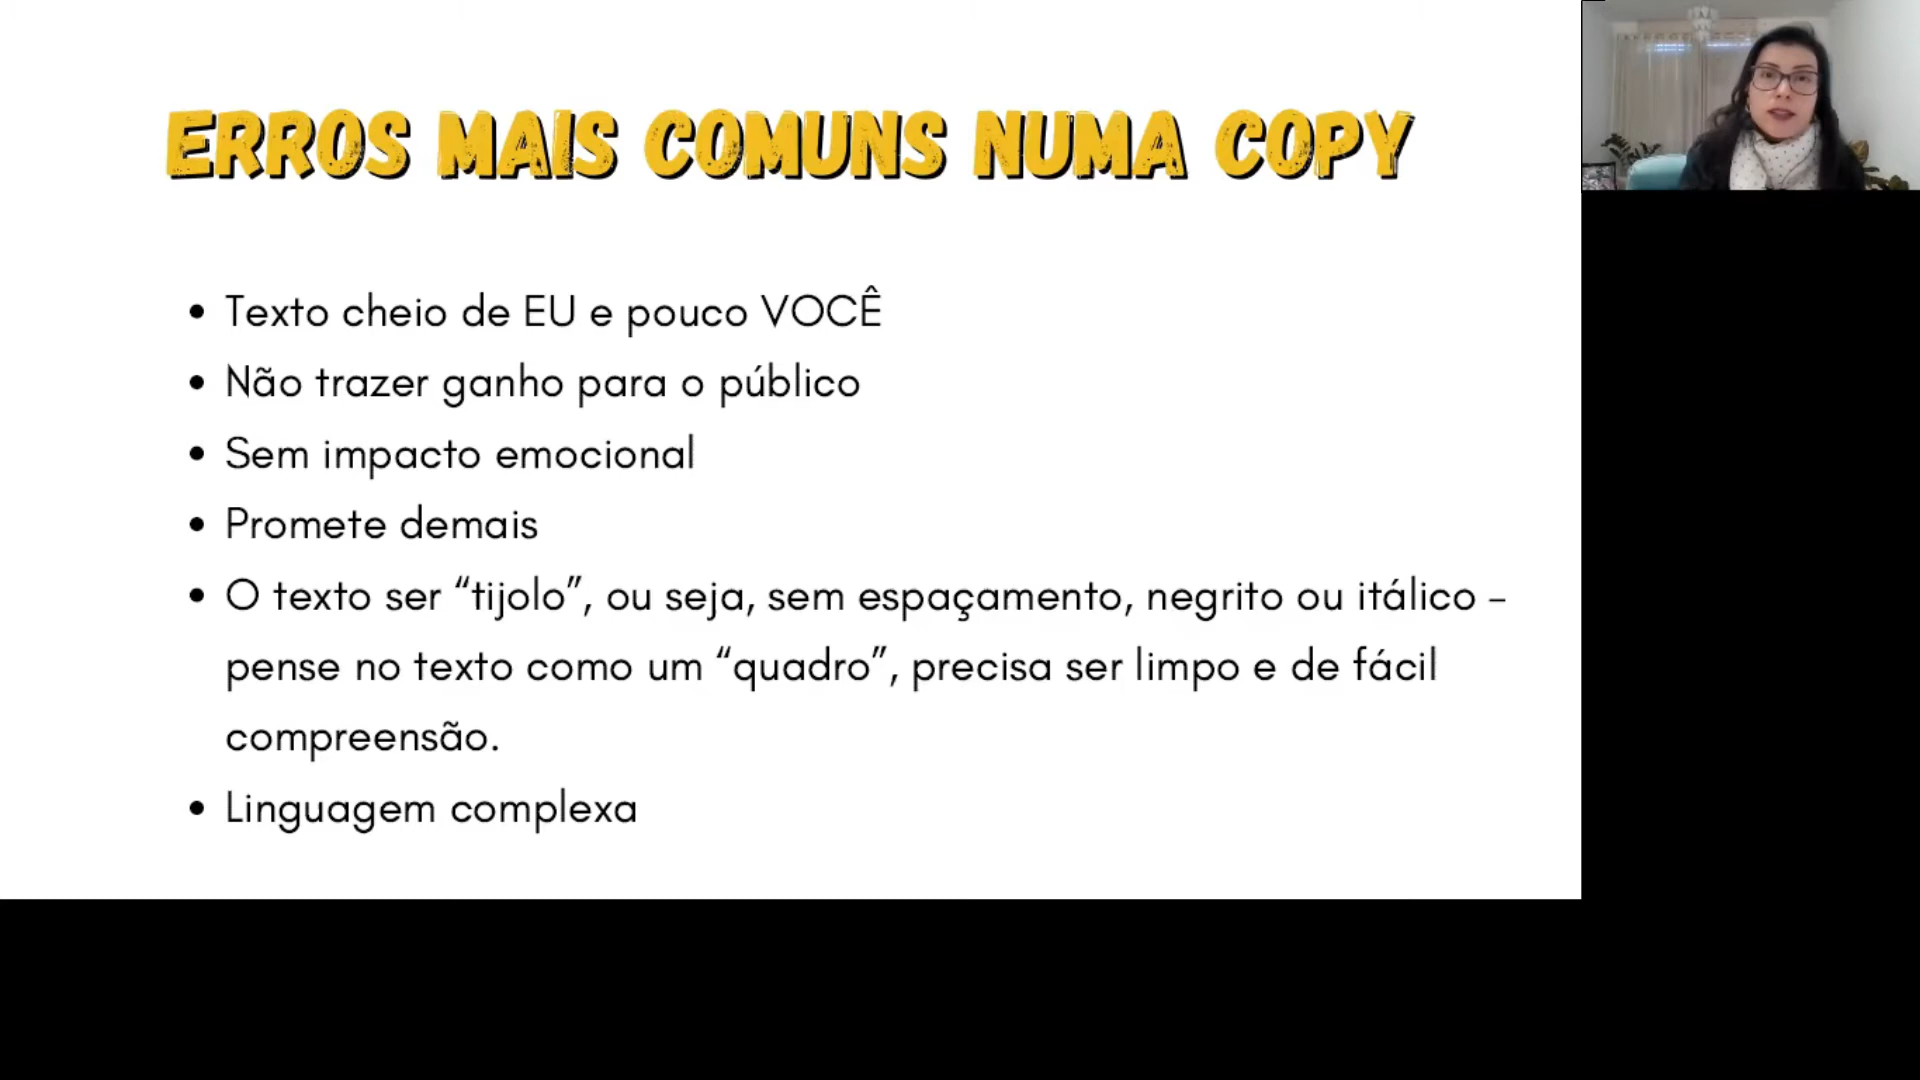 ERROS MAIS COMUNS NUMA COPY
• Texto cheio de EU e pouco VOCÊ
• Não trazer ganho para o público
• Sem impacto emocional
• Promete demais
• O texto ser “tijolo”, ou seja, sem espaçamento, negrito ou itálico –
pense no texto como um “quadro”, precisa ser limpo e de fácil
compreensão.
• Linguagem complexa